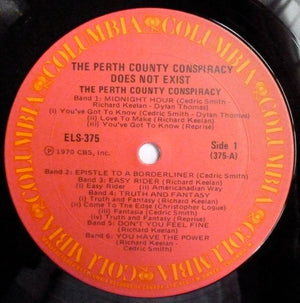 COLUMBIA COLUMBIA COLUMBIA COLUMBIA COLUMBIA COLUMBIA
THE PERTH COUNTY CONSPIRACY
DOES NOT EXIST
THE PERTH COUNTY CONSPIRACY
Band 1: MIDNIGHT HOUR (Cedric Smith -
Richard Keelan - Dylan Thomas)
(i) You've Got To Know (Cedric Smith - Dylan Thomas)
(ii) Love To Make (Richard Keelan)
(iii) You've Got To Know (Reprise)
ELS-375
Side 1
℗ 1970 CBS, Inc.
(375-A)
Band 2: EPISTLE TO A BORDERLINER (Cedric Smith)
Band 3: EASY RIDER (Richard Keelan)
(i) Easy Rider (ii) Americanadian Way
Band 4: TRUTH AND FANTASY
(i) Truth and Fantasy (Richard Keelan)
(ii) Come To The Edge (Christopher Logue)
(iii) Fantasia (Cedric Smith)
(iv) Truth and Fantasy (Reprise)
Band 5: DON'T YOU FEEL FINE
(Richard Keelan)
Band 6: YOU HAVE THE POWER
(Richard Keelan -
Cedric Smith)